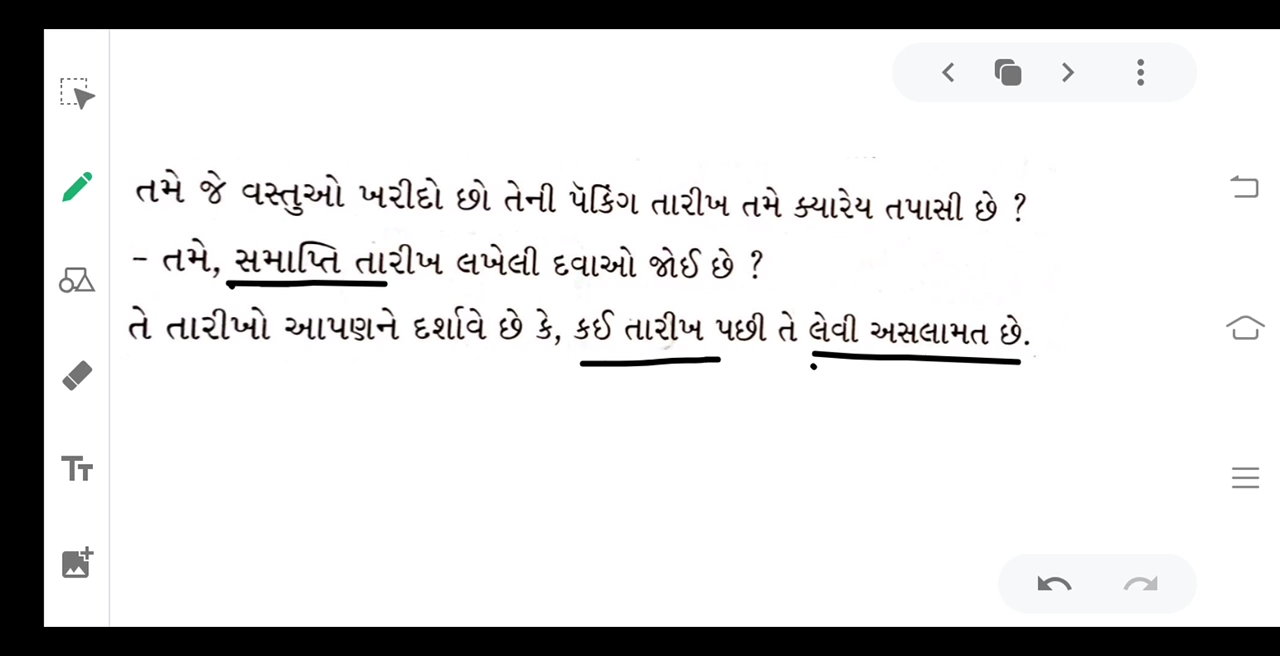 તમે જે વસ્તુઓ ખરીદો છો તેની પૅકિંગ તારીખ તમે ક્યારેય તપાસી છે ?
- તમે, સમાપ્તિ તારીખ લખેલી દવાઓ જોઈ છે ?
તે તારીખો આપણને દર્શાવે છે કે, કઈ તારીખ પછી તે લેવી અસલામત છે.